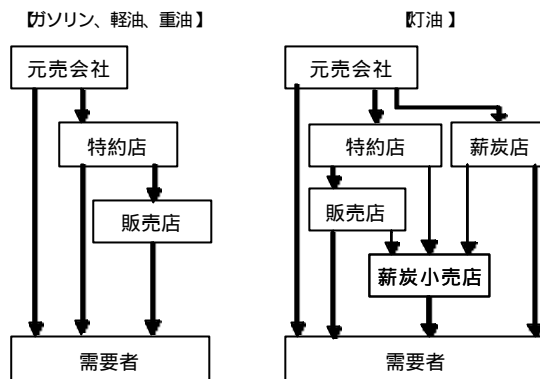 【ガソリン、軽油、重油】
元売会社
特約店
販売店
需要者
【灯油】
元売会社
特約店
薪炭店
販売店
薪炭小売店
需要者